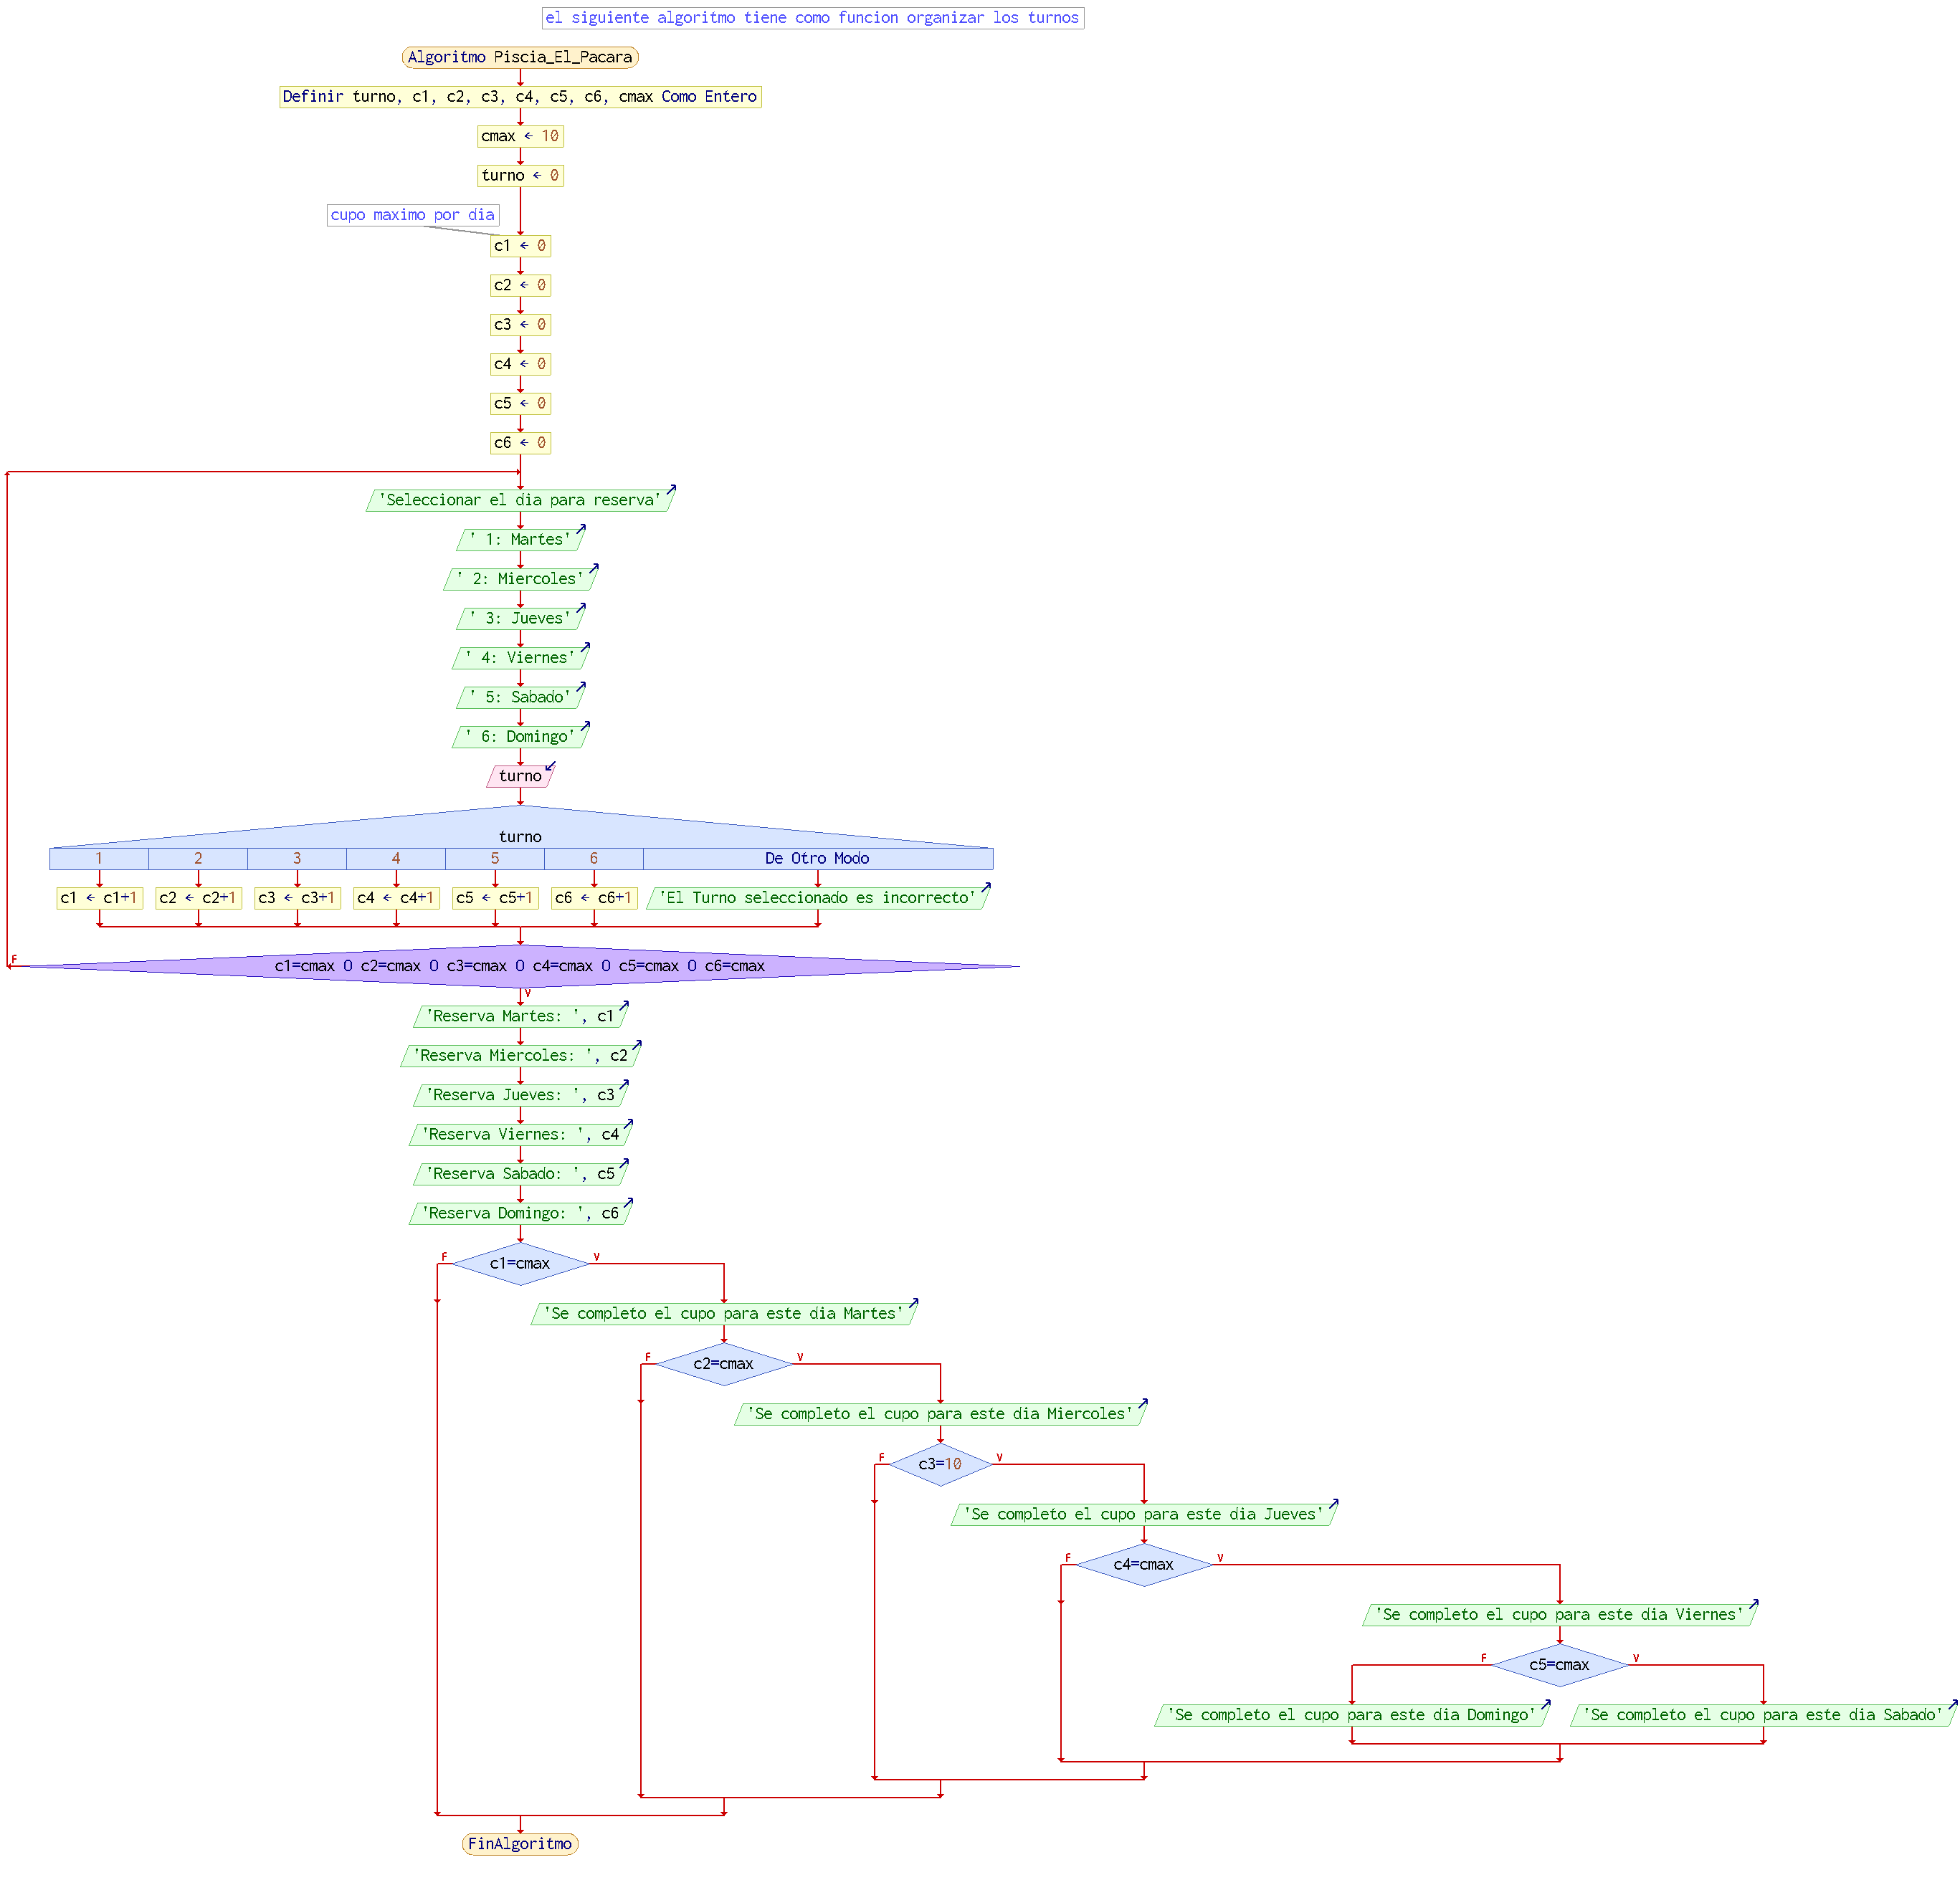 el siguiente algoritmo tiene como funcion organizar los turnos
Algoritmo Piscia_El_Pacara
Definir turno, c1, c2, c3, c4, c5, c6, cmax Como Entero
cmax ← 10
turno ← 0
cupo maximo por dia
c1 ← 0
c2 ← 0
c3 ← 0
c4 ← 0
c5 ← 0
c6 ← 0
'Seleccionar el dia para reserva'
' 1: Martes'
' 2: Miercoles'
' 3: Jueves'
' 4: Viernes'
' 5: Sabado'
' 6: Domingo'
turno
turno
1 2 3 4 5 6 De Otro Modo
c1 ← c1+1 c2 ← c2+1 c3 ← c3+1 c4 ← c4+1 c5 ← c5+1 c6 ← c6+1 'El Turno seleccionado es incorrecto'
F
c1=cmax O c2=cmax O c3=cmax O c4=cmax O c5=cmax O c6=cmax
V
'Reserva Martes: ', c1
'Reserva Miercoles: ', c2
'Reserva Jueves: ', c3
'Reserva Viernes: ', c4
'Reserva Sabado: ', c5
'Reserva Domingo: ', c6
F c1=cmax V
'Se completo el cupo para este dia Martes'
F c2=cmax V
'Se completo el cupo para este dia Miercoles'
F c3=10 V
'Se completo el cupo para este dia Jueves'
F c4=cmax V
'Se completo el cupo para este dia Viernes'
F c5=cmax V
'Se completo el cupo para este dia Domingo' 'Se completo el cupo para este dia Sabado'
FinAlgoritmo